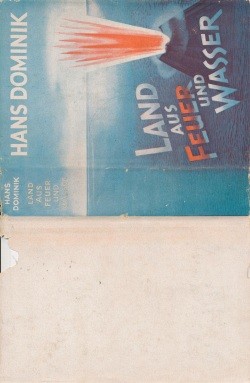 HANS DOMINIK
LAND
AUS
FEUER
UND
WASSER
HANS
DOMINIK
LAND
AUS
FEUER
UND